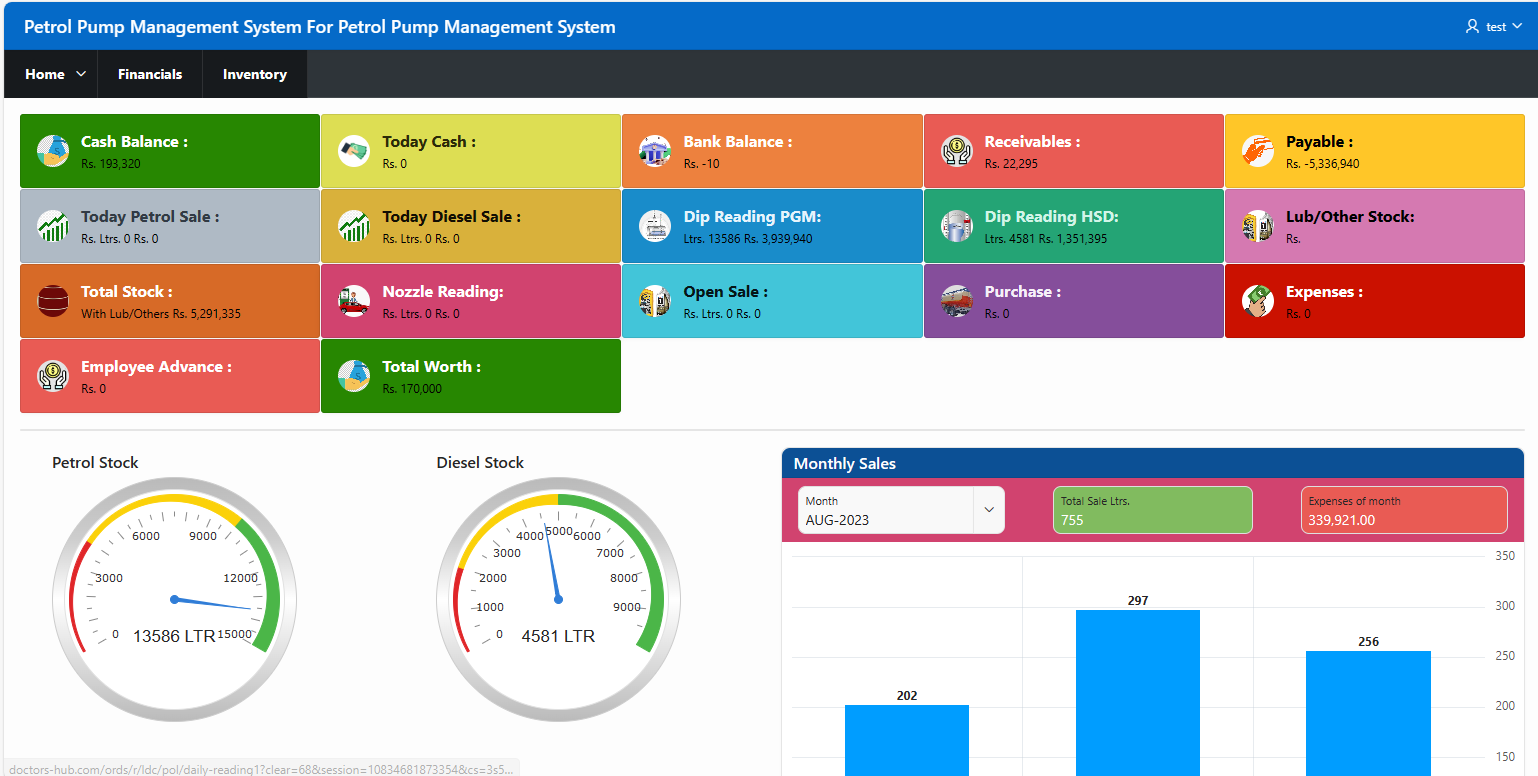 Petrol Pump Management System For Petrol Pump Management System
test
Home
Financials
Inventory
Cash Balance :
Rs. 193,320
Today Cash :
Rs. 0
Bank Balance :
Rs. -10
Receivables :
Rs. 22,295
Payable :
Rs. -5,336,940
Today Petrol Sale :
Rs. Ltrs. 0 Rs. 0
Today Diesel Sale :
Rs. Ltrs. 0 Rs. 0
Dip Reading PGM:
Ltrs. 13586 Rs. 3,939,940
Dip Reading HSD:
Ltrs. 4581 Rs. 1,351,395
Lub/Other Stock:
Rs.
Total Stock :
With Lub/Others Rs. 5,291,335
Nozzle Reading:
Rs. Ltrs. 0 Rs. 0
Open Sale :
Rs. Ltrs. 0 Rs. 0
Purchase :
Rs. 0
Expenses :
Rs. 0
Employee Advance :
Rs. 0
Total Worth :
Rs. 170,000
Petrol Stock
0
3000
6000
9000
12000
15000
13586 LTR
Diesel Stock
0
1000
2000
3000
4000
5000
6000
7000
8000
9000
4581 LTR
Monthly Sales
Month
AUG-2023
Total Sale Ltrs.
755
Expenses of month
339,921.00
350
300
250
200
150
202
297
256
doctors-hub.com/ords/r/ldc/pol/daily-reading1?clear=68&session=10834681873354&cs=3s5...